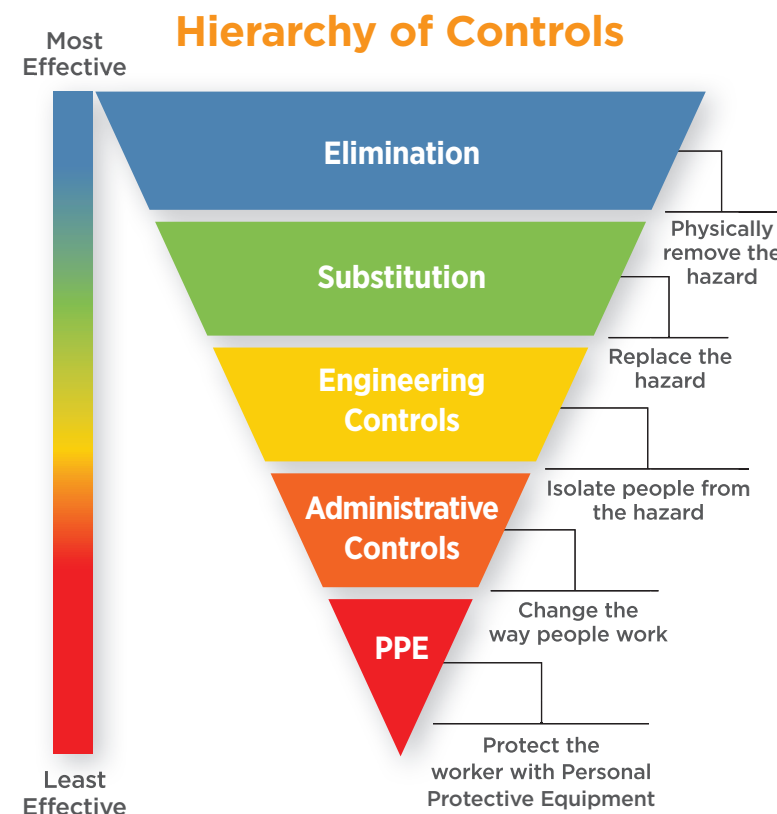 Hierarchy of Controls
Most
Effective
Elimination
Physically
remove the
hazard
Substitution
Replace the
hazard
Engineering
Controls
Isolate people from
the hazard
Administrative
Controls
Change the
way people work
PPE
Protect the
worker with Personal
Protective Equipment
Least
Effective